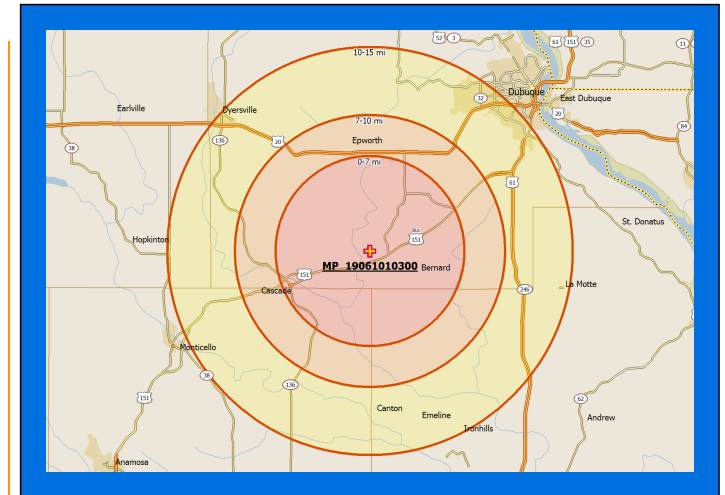 52
3
61
151
35
11
10-15 mi
Dubuque
East Dubuque
32
20
84
Earlville
Dyersville
7-10 mi
136
20
Epworth
38
0-7 mi
61
St. Donatus
Hopkinton
Bus
151
MP 19061010300
Bernard
151
Cascade
246
La Motte
Monticello
38
136
151
62
Canton
Emeline
Andrew
Ironhills
Anamosa